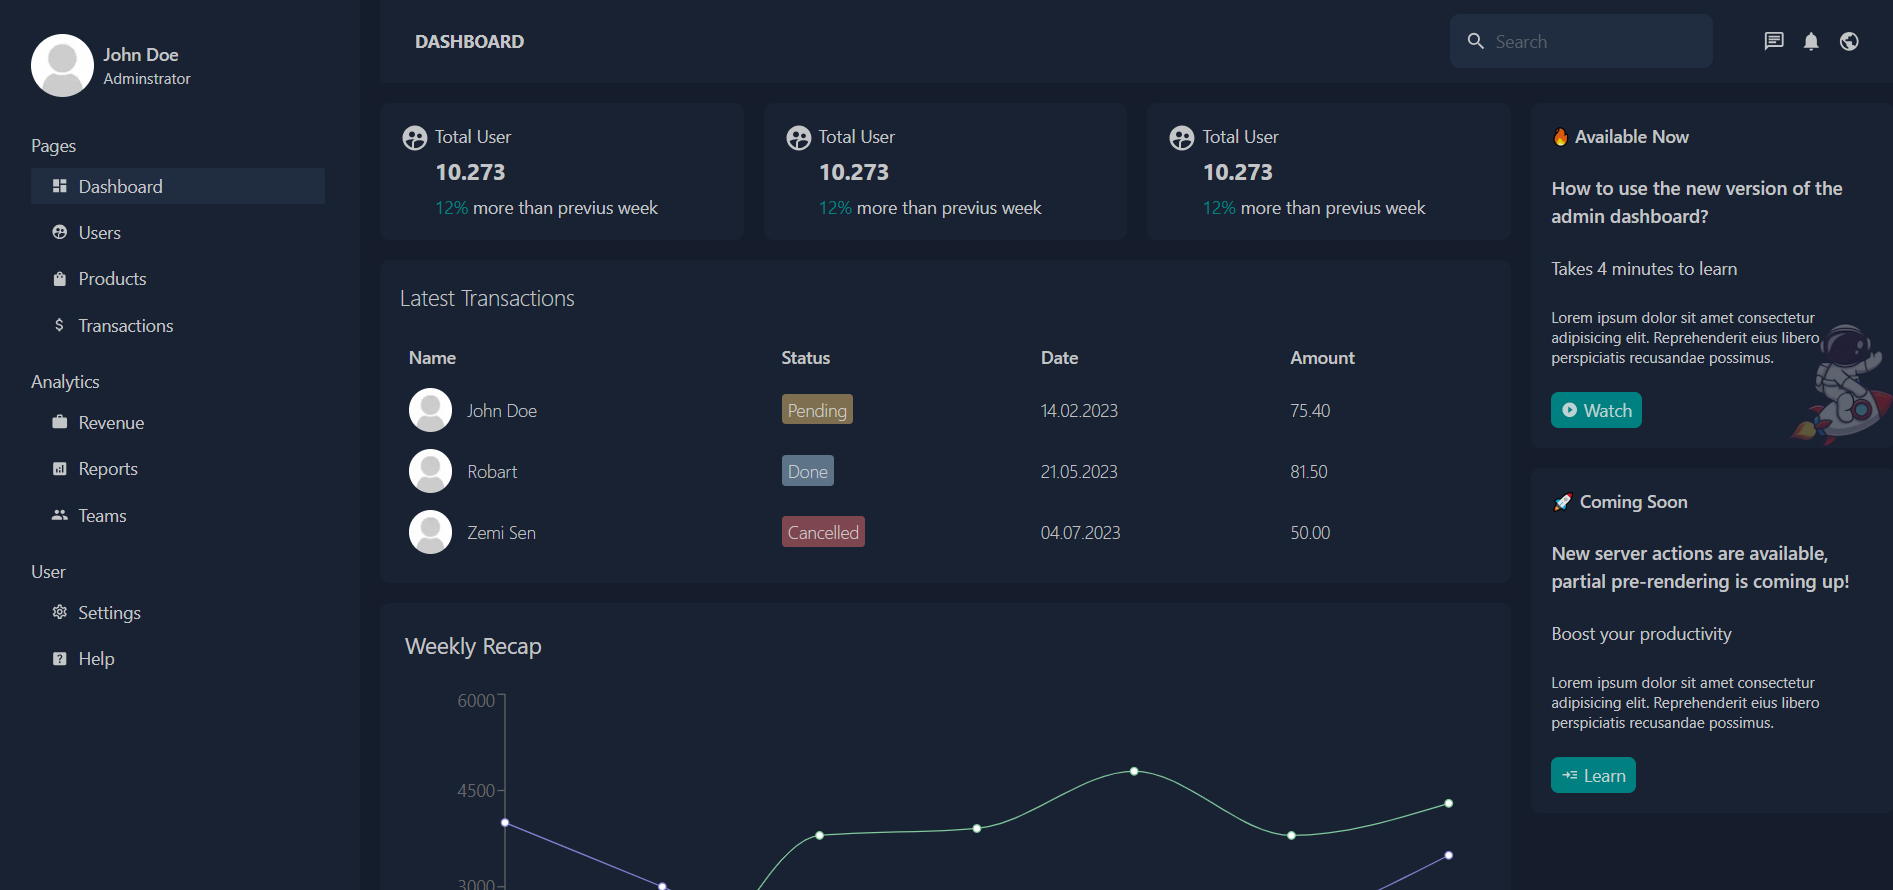 John Doe
Adminstrator
Pages
Dashboard
Users
Products
Transactions
Analytics
Revenue
Reports
Teams
User
Settings
Help
DASHBOARD
Search
Total User
10.273
12% more than previus week
Total User
10.273
12% more than previus week
Total User
10.273
12% more than previus week
Latest Transactions
Name Status Date Amount
John Doe Pending 14.02.2023 75.40
Robart Done 21.05.2023 81.50
Zemi Sen Cancelled 04.07.2023 50.00
Weekly Recap
6000
4500
3000
🔥 Available Now
How to use the new version of the
admin dashboard?
Takes 4 minutes to learn
Lorem ipsum dolor sit amet consectetur
adipisicing elit. Reprehenderit eius libero
perspiciatis recusandae possimus.
Watch
🚀 Coming Soon
New server actions are available,
partial pre-rendering is coming up!
Boost your productivity
Lorem ipsum dolor sit amet consectetur
adipisicing elit. Reprehenderit eius libero
perspiciatis recusandae possimus.
Learn